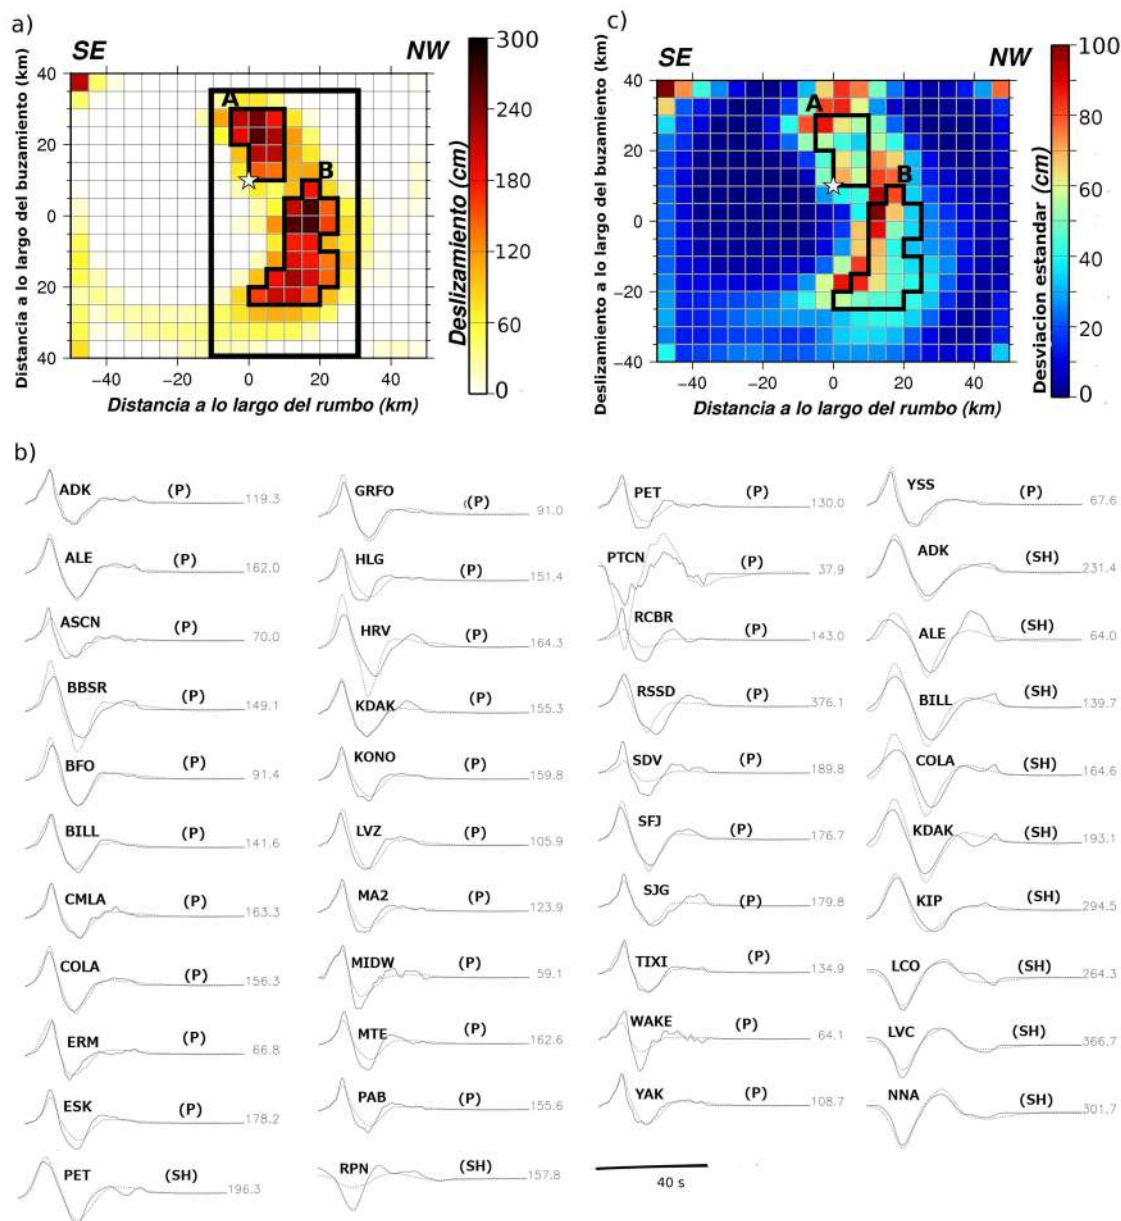 a)
SE NW
300
240
180
120
60
0
Deslizamiento (cm)
Distancia a lo largo del buzamiento (km)
40
20
0
20
40
A
B
−40 −20 0 20 40
Distancia a lo largo del rumbo (km)
c)
SE NW
100
80
60
40
20
0
Desviacion estandar (cm)
Deslizamiento a lo largo del buzamiento (km)
40
20
0
−20
−40
A
B
−40 −20 0 20 40
Distancia a lo largo del rumbo (km)
b)
ADK (P) 119.3
ALE (P) 162.0
ASCN (P) 70.0
BBSR (P) 149.1
BFO (P) 91.4
BILL (P) 141.6
CMLA (P) 163.3
COLA (P) 156.3
ERM (P) 66.8
ESK (P) 178.2
PET (SH) 196.3
GRFO (P) 91.0
HLG (P) 151.4
HRV (P) 164.3
KDAK (P) 155.3
KONO (P) 159.8
LVZ (P) 105.9
MA2 (P) 123.9
MIDW (P) 59.1
MTE (P) 162.6
PAB (P) 155.6
RPN (SH) 157.8
PET (P) 130.0
PTCN (P) 37.9
RCBR (P) 143.0
RSSD (P) 376.1
SDV (P) 189.8
SFJ (P) 176.7
SJG (P) 179.8
TIXI (P) 134.9
WAKE (P) 64.1
YAK (P) 108.7
40 s
YSS (P) 67.6
ADK (SH) 231.4
ALE (SH) 64.0
BILL (SH) 139.7
COLA (SH) 164.6
KDAK (SH) 193.1
KIP (SH) 294.5
LCO (SH) 264.3
LVC (SH) 366.7
NNA (SH) 301.7